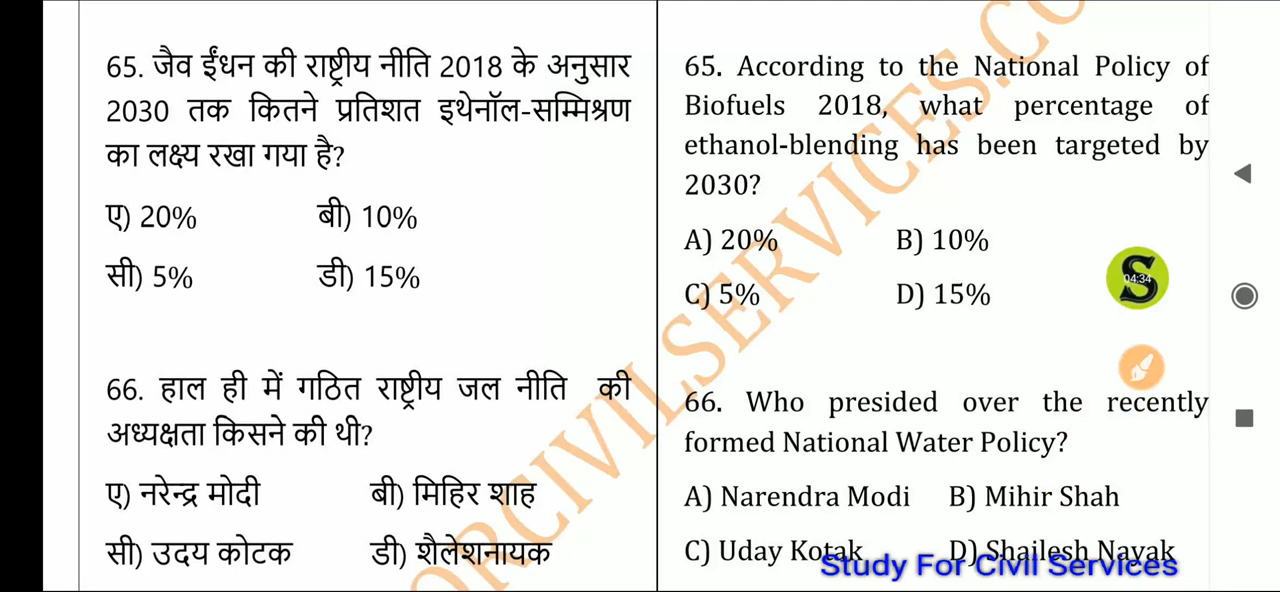 65. जैव ईंधन की राष्ट्रीय नीति 2018 के अनुसार
2030 तक कितने प्रतिशत इथेनॉल-सम्मिश्रण
का लक्ष्य रखा गया है?
ए) 20% बी) 10%
सी) 5% डी) 15%
66. हाल ही में गठित राष्ट्रीय जल नीति की
अध्यक्षता किसने की थी?
ए) नरेन्द्र मोदी बी) मिहिर शाह
सी) उदय कोटक डी) शैलेशनायक
65. According to the National Policy of
Biofuels 2018, what percentage of
ethanol-blending has been targeted by
2030?
A) 20% B) 10%
C) 5% D) 15%
66. Who presided over the recently
formed National Water Policy?
A) Narendra Modi B) Mihir Shah
C) Uday Kotak D) Shailesh Nayak
Study For Civil Services
ORCIVILSERVICES.CO
S
04:34